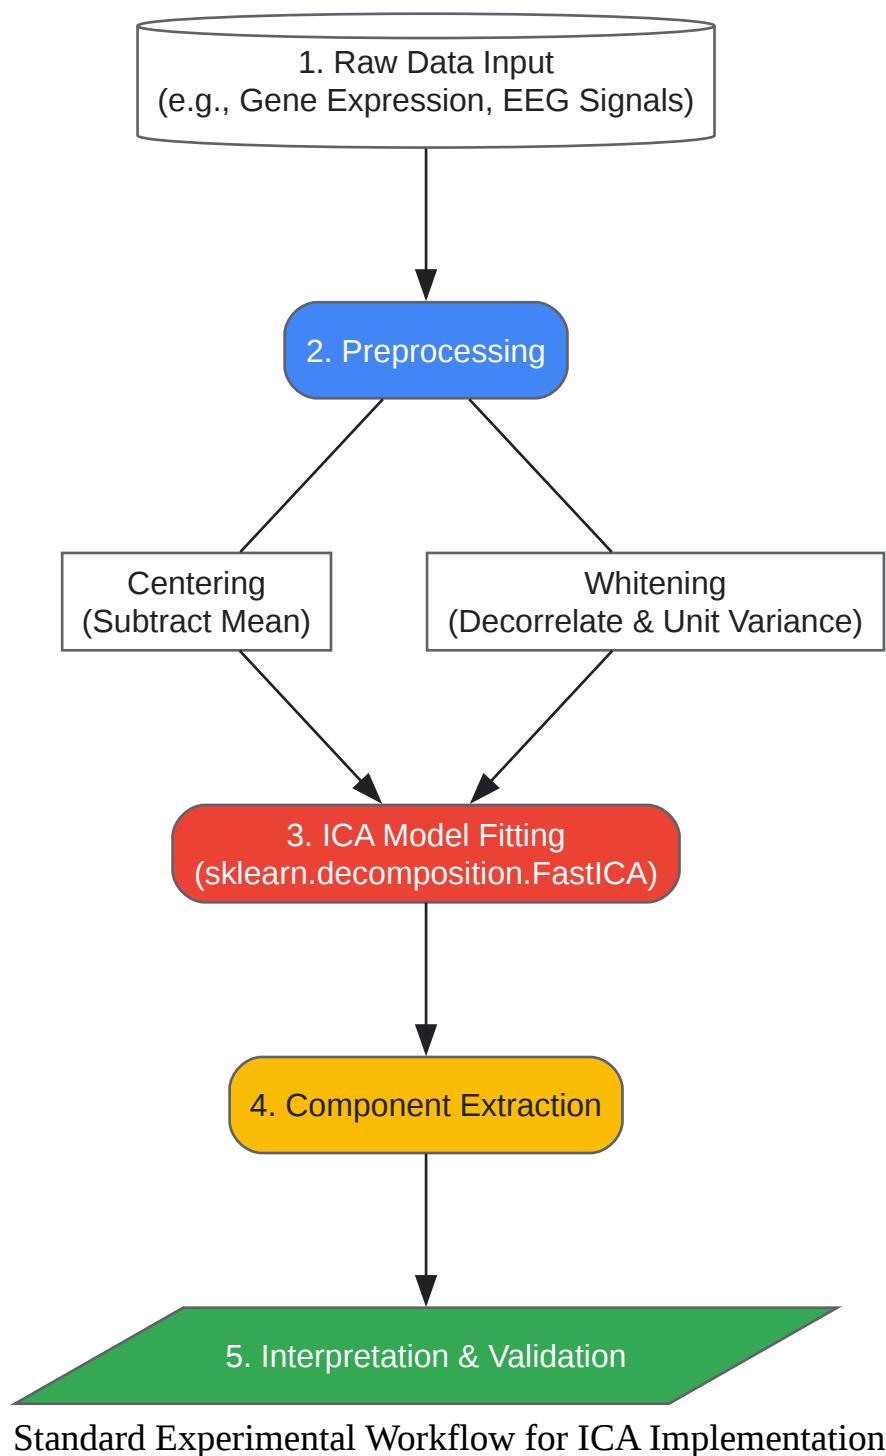 1. Raw Data Input
(e.g., Gene Expression, EEG Signals)
2. Preprocessing
Centering
(Subtract Mean)
Whitening
(Decorrelate & Unit Variance)
3. ICA Model Fitting
(sklearn.decomposition.FastICA)
4. Component Extraction
5. Interpretation & Validation
Standard Experimental Workflow for ICA Implementation